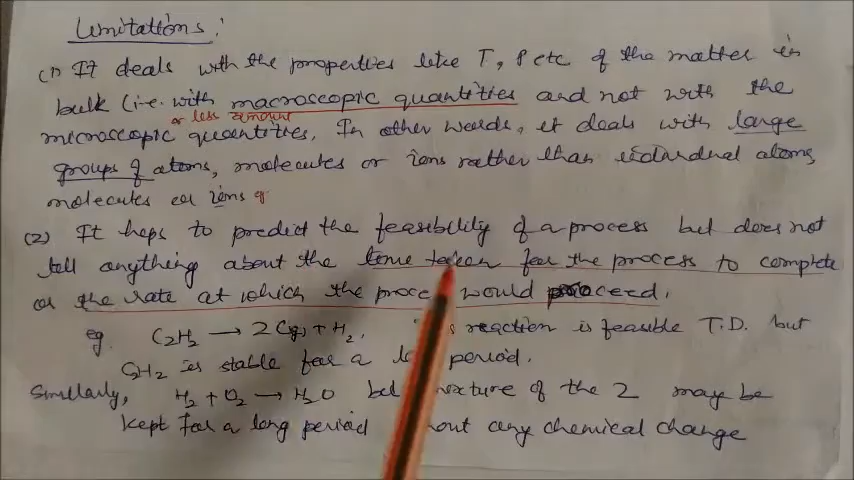 Limitations:
(1) It deals with the properties like T, P etc of the matter in
bulk (i.e. with macroscopic quantities and not with the
or less amount
microscopic quantities. In other words, it deals with large
groups of atoms, molecules or ions rather than individual atoms,
molecules or ions
(2) It helps to predict the feasibility of a process but does not
tell anything about the time taken for the process to complete
or the rate at which the proce would proceed.
eg. C2H2 → 2C(g) + H2. reaction is feasible T.D. but
C2H2 is stable for a period.
Similarly, H2 + O2 → H2O but mixture of the 2 may be
kept for a long period out any chemical change